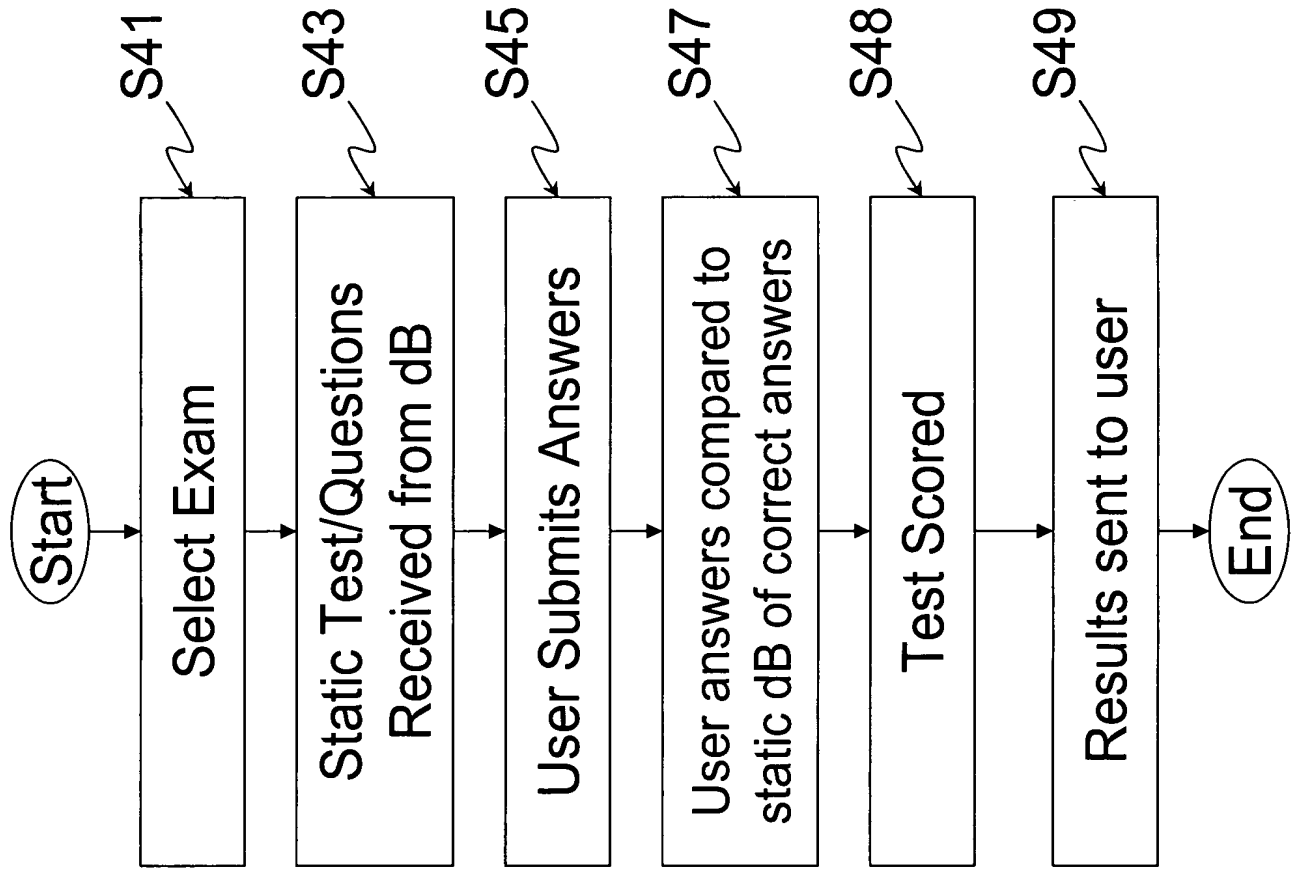 Start
Select Exam
S41
Static Test/Questions
Received from dB
S43
User Submits Answers
S45
User answers compared to
static dB of correct answers
S47
Test Scored
S48
Results sent to user
S49
End